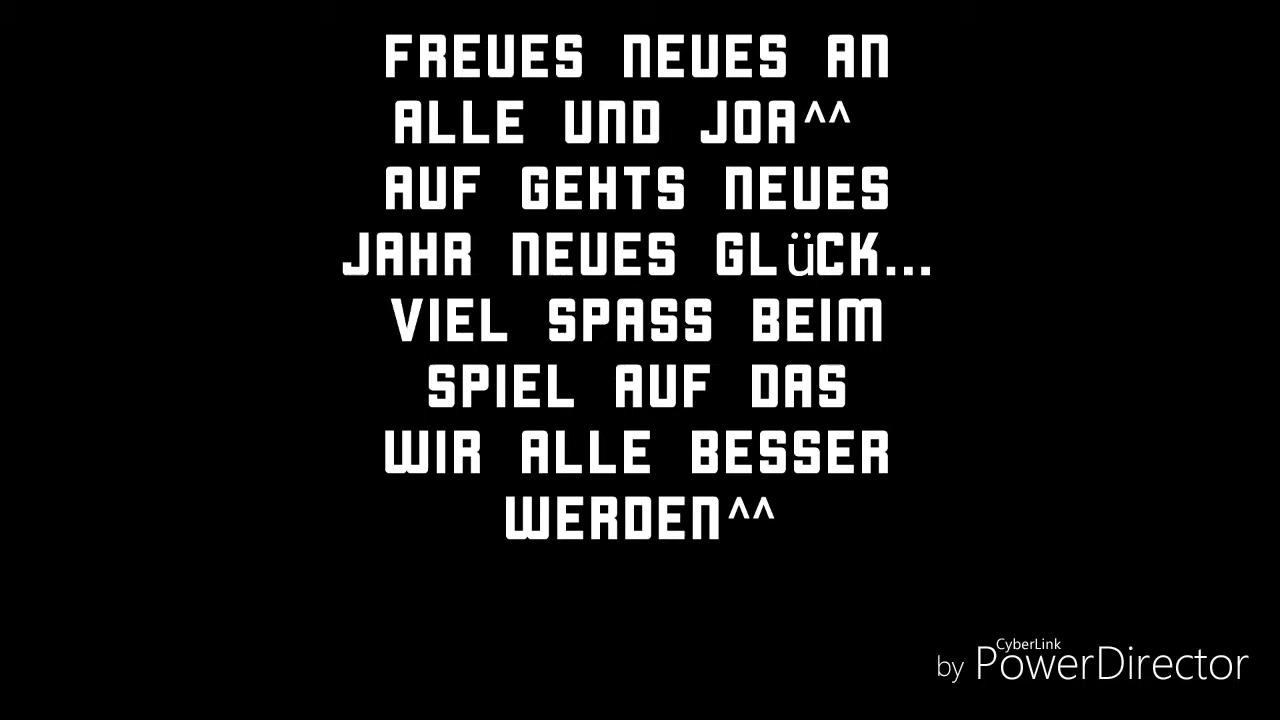 FREUES NEUES AN
ALLE UND JOA^^
AUF GEHTS NEUES
JAHR NEUES GLüCK...
VIEL SPASS BEIM
SPIEL AUF DAS
WIR ALLE BESSER
WERDEN^^
CyberLink
by PowerDirector